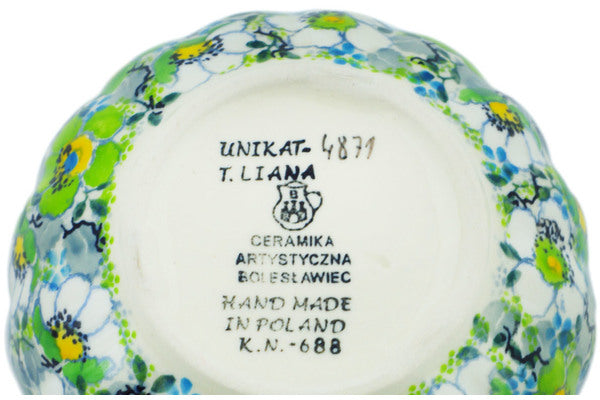 UNIKAT- 4871
T. LIANA
B
CERAMIKA
ARTYSTYCZNA
BOLESŁAWIEC
HAND MADE
IN POLAND
K.N.-688